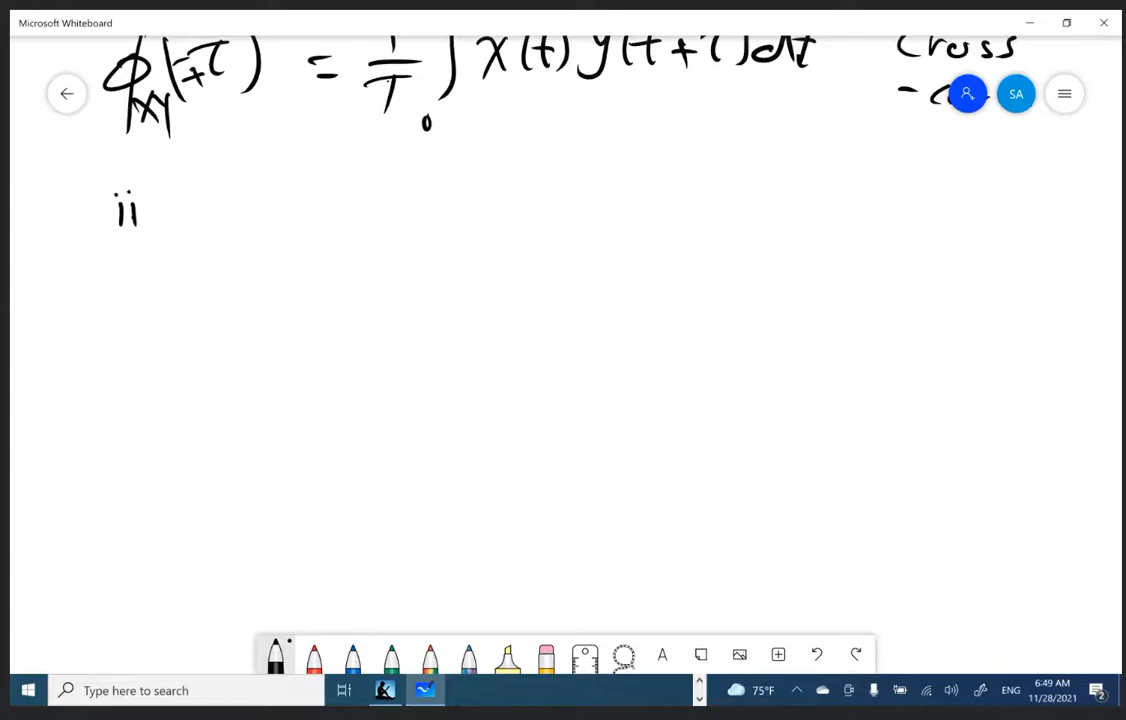 Microsoft Whiteboard
ϕxy(+τ) = 1/T ∫0 x(t) y(t+τ)dt cross
-
SA
ii
A
Type here to search
75°F
ENG
6:49 AM
11/28/2021
2